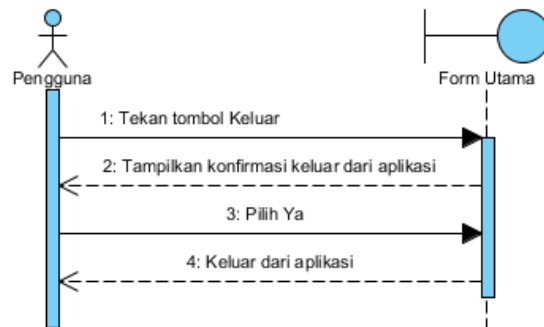 Pengguna
Form Utama
1: Tekan tombol Keluar
2: Tampilkan konfirmasi keluar dari aplikasi
3: Pilih Ya
4: Keluar dari aplikasi